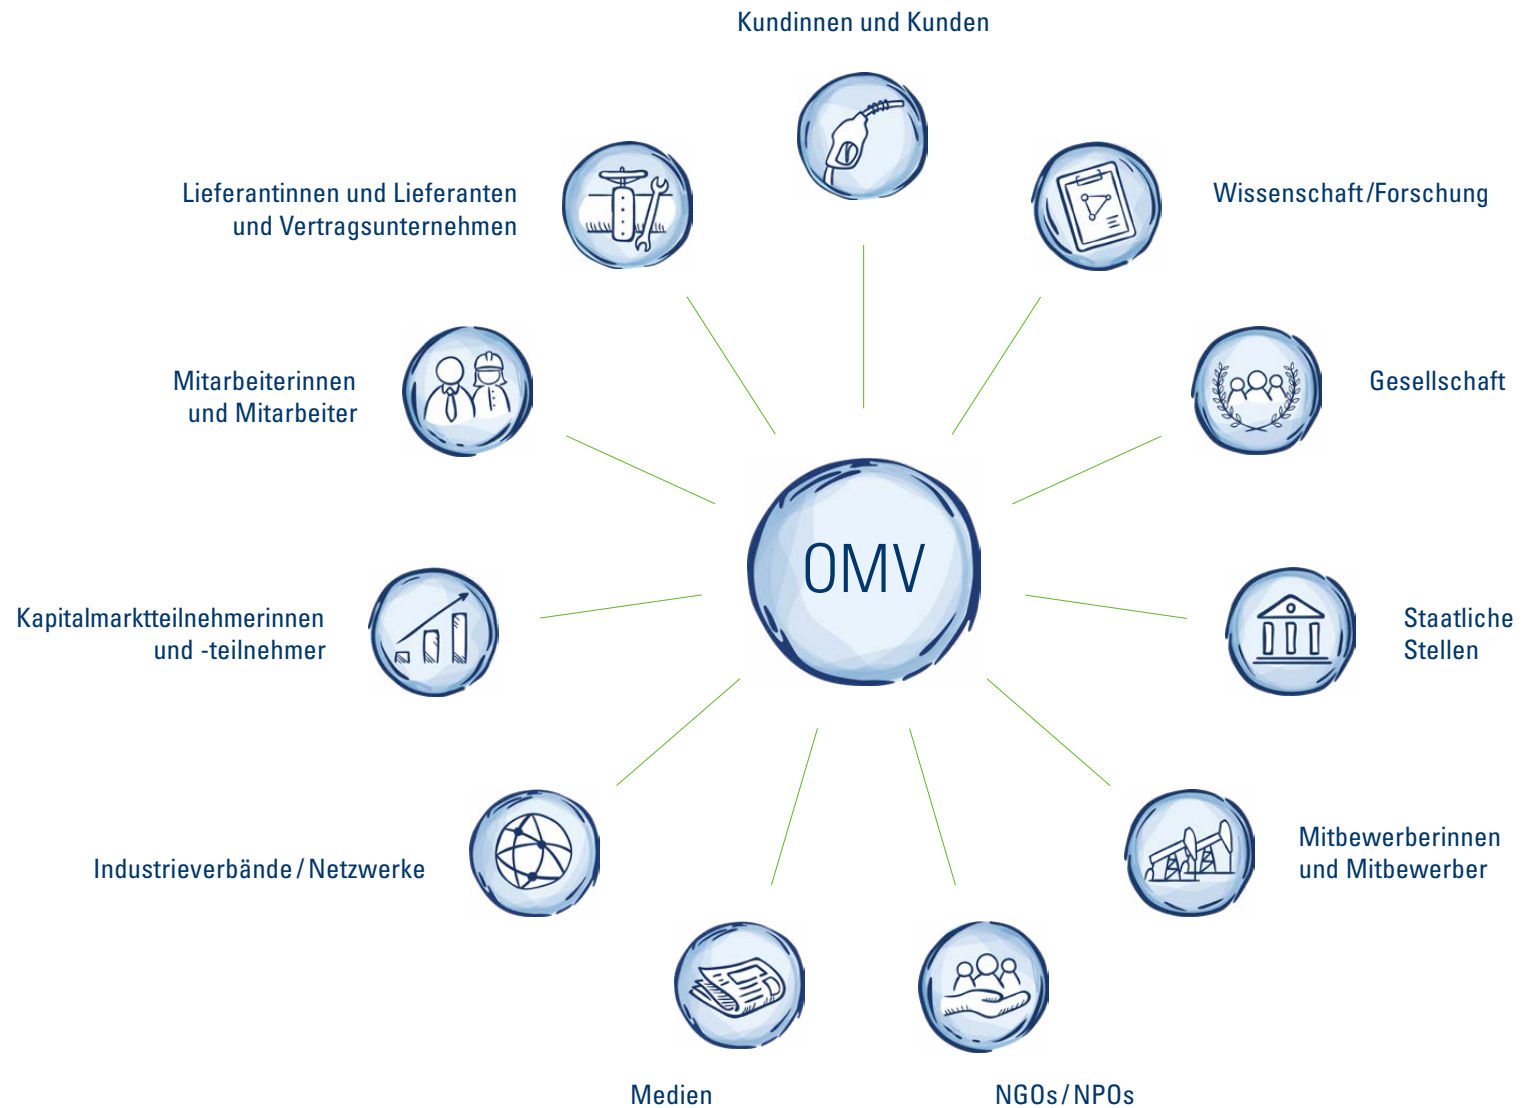 Kundinnen und Kunden
Lieferantinnen und Lieferanten
und Vertragsunternehmen
Wissenschaft/Forschung
Mitarbeiterinnen
und Mitarbeiter
Gesellschaft
OMV
Kapitalmarktteilnehmerinnen
und -teilnehmer
Staatliche
Stellen
Industrieverbände/Netzwerke
Mitbewerberinnen
und Mitbewerber
Medien
NGOs/NPOs